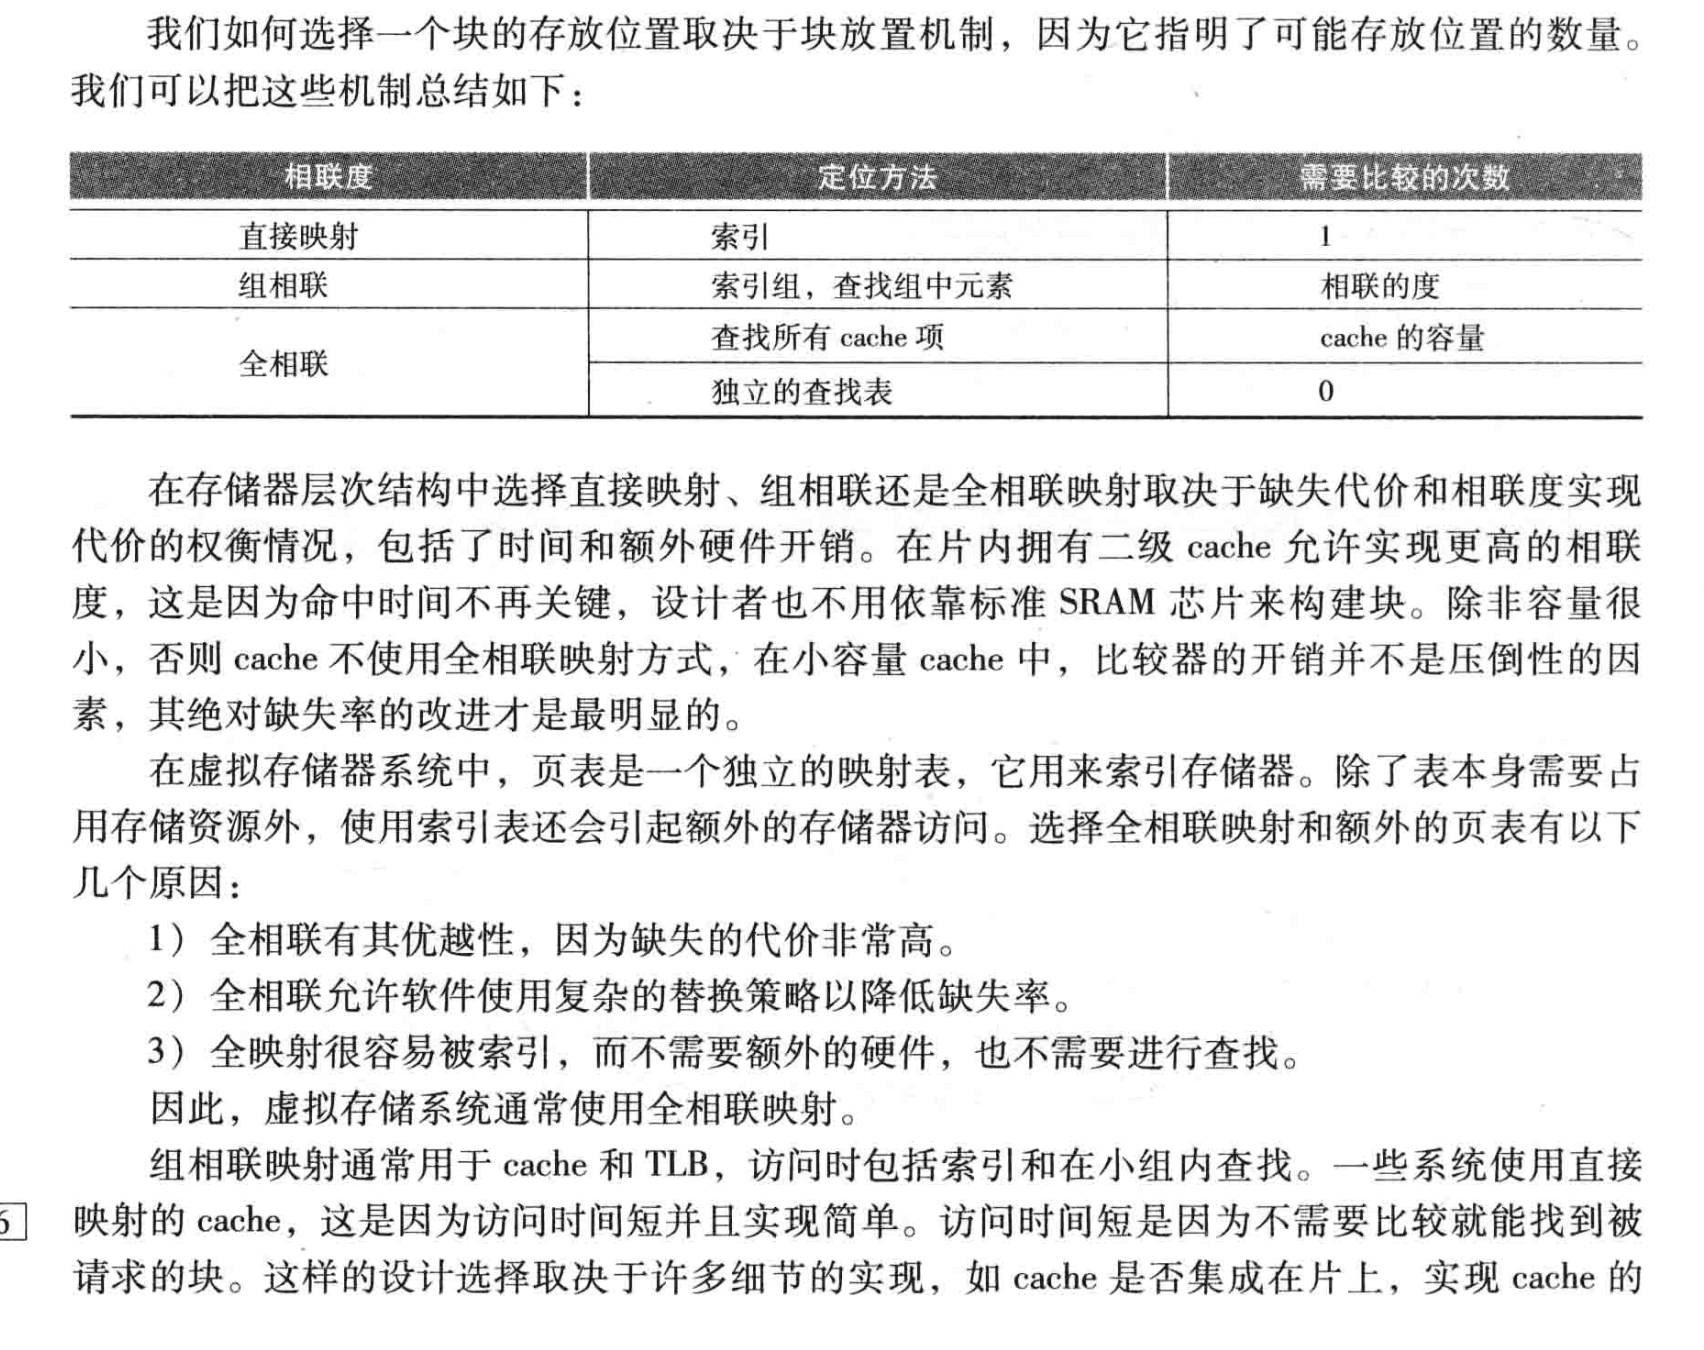 我们如何选择一个块的存放位置取决于块放置机制，因为它指明了可能存放位置的数量。
我们可以把这些机制总结如下：
相联度 定位方法 需要比较的次数
直接映射 索引 1
组相联 索引组，查找组中元素 相联的度
全相联 查找所有 cache 项 cache 的容量
独立的查找表 0
在存储器层次结构中选择直接映射、组相联还是全相联映射取决于缺失代价和相联度实现
代价的权衡情况，包括了时间和额外硬件开销。在片内拥有二级 cache 允许实现更高的相联
度，这是因为命中时间不再关键，设计者也不用依靠标准 SRAM 芯片来构建块。除非容量很
小，否则 cache 不使用全相联映射方式，在小容量 cache 中，比较器的开销并不是压倒性的因
素，其绝对缺失率的改进才是最明显的。
在虚拟存储器系统中，页表是一个独立的映射表，它用来索引存储器。除了表本身需要占
用存储资源外，使用索引表还会引起额外的存储器访问。选择全相联映射和额外的页表有以下
几个原因：
1）全相联有其优越性，因为缺失的代价非常高。
2）全相联允许软件使用复杂的替换策略以降低缺失率。
3）全映射很容易被索引，而不需要额外的硬件，也不需要进行查找。
因此，虚拟存储系统通常使用全相联映射。
组相联映射通常用于 cache 和 TLB，访问时包括索引和在小组内查找。一些系统使用直接
映射的 cache，这是因为访问时间短并且实现简单。访问时间短是因为不需要比较就能找到被
请求的块。这样的设计选择取决于许多细节的实现，如 cache 是否集成在片上，实现 cache 的